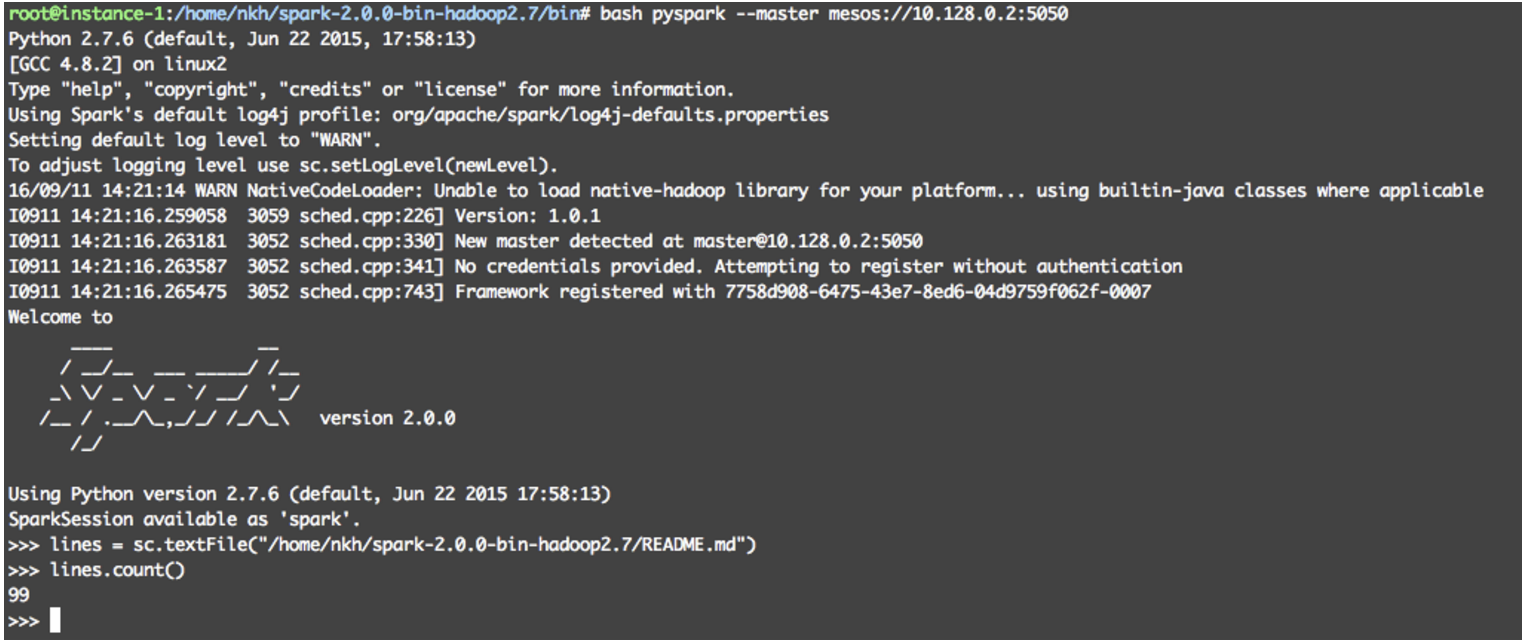 root@instance-1:/home/nkh/spark-2.0.0-bin-hadoop2.7/bin# bash pyspark --master mesos://10.128.0.2:5050
Python 2.7.6 (default, Jun 22 2015, 17:58:13)
[GCC 4.8.2] on linux2
Type "help", "copyright", "credits" or "license" for more information.
Using Spark's default log4j profile: org/apache/spark/log4j-defaults.properties
Setting default log level to "WARN".
To adjust logging level use sc.setLogLevel(newLevel).
16/09/11 14:21:14 WARN NativeCodeLoader: Unable to load native-hadoop library for your platform... using builtin-java classes where applicable
I0911 14:21:16.259058  3059 sched.cpp:226] Version: 1.0.1
I0911 14:21:16.263181  3052 sched.cpp:330] New master detected at master@10.128.0.2:5050
I0911 14:21:16.263587  3052 sched.cpp:341] No credentials provided. Attempting to register without authentication
I0911 14:21:16.265475  3052 sched.cpp:743] Framework registered with 7758d908-6475-43e7-8ed6-04d9759f062f-0007
Welcome to
      ____              __
     / __/__  ___ _____/ /__
    _\ \/ _ \/ _ `/ __/  '_/
   /__ / .__/\_,_/_/ /_/\_\   version 2.0.0
      /_/
Using Python version 2.7.6 (default, Jun 22 2015 17:58:13)
SparkSession available as 'spark'.
>>> lines = sc.textFile("/home/nkh/spark-2.0.0-bin-hadoop2.7/README.md")
>>> lines.count()
99
>>>